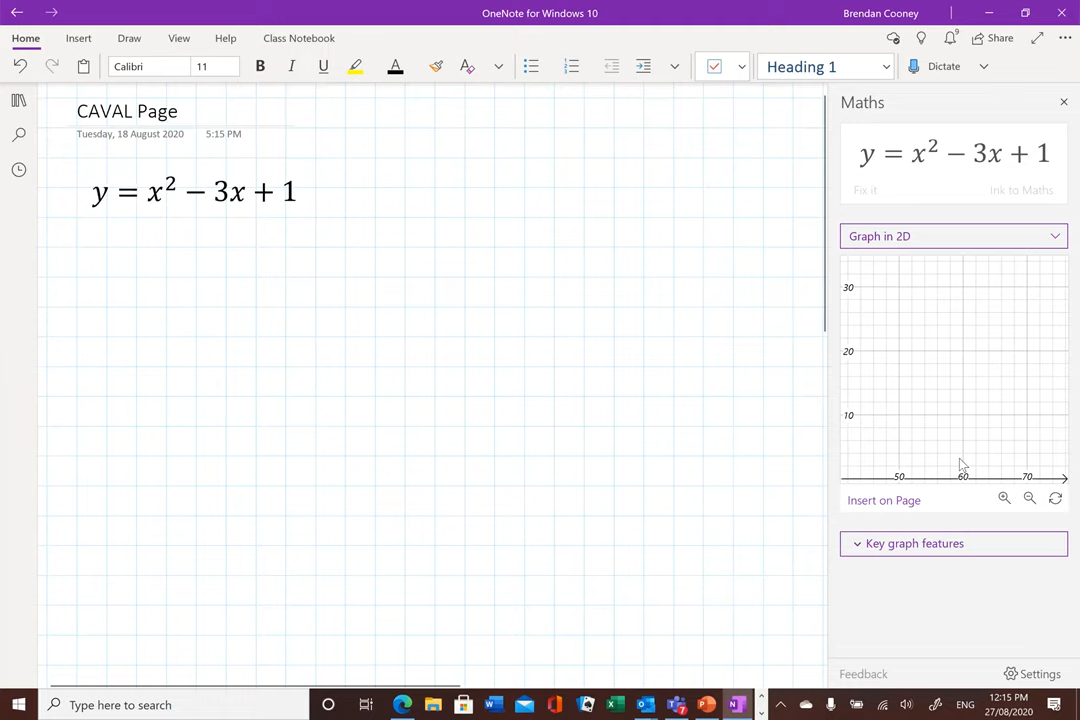 OneNote for Windows 10
Brendan Cooney
Home Insert Draw View Help Class Notebook
Share
Calibri 11 B I U A A Heading 1 Dictate
CAVAL Page
Tuesday, 18 August 2020 5:15 PM
y = x² − 3x + 1
Maths
y = x² − 3x + 1
Fix it Ink to Maths
Graph in 2D
30
20
10
50 60 70
Insert on Page
Key graph features
Feedback Settings
Type here to search
ENG
12:15 PM
27/08/2020